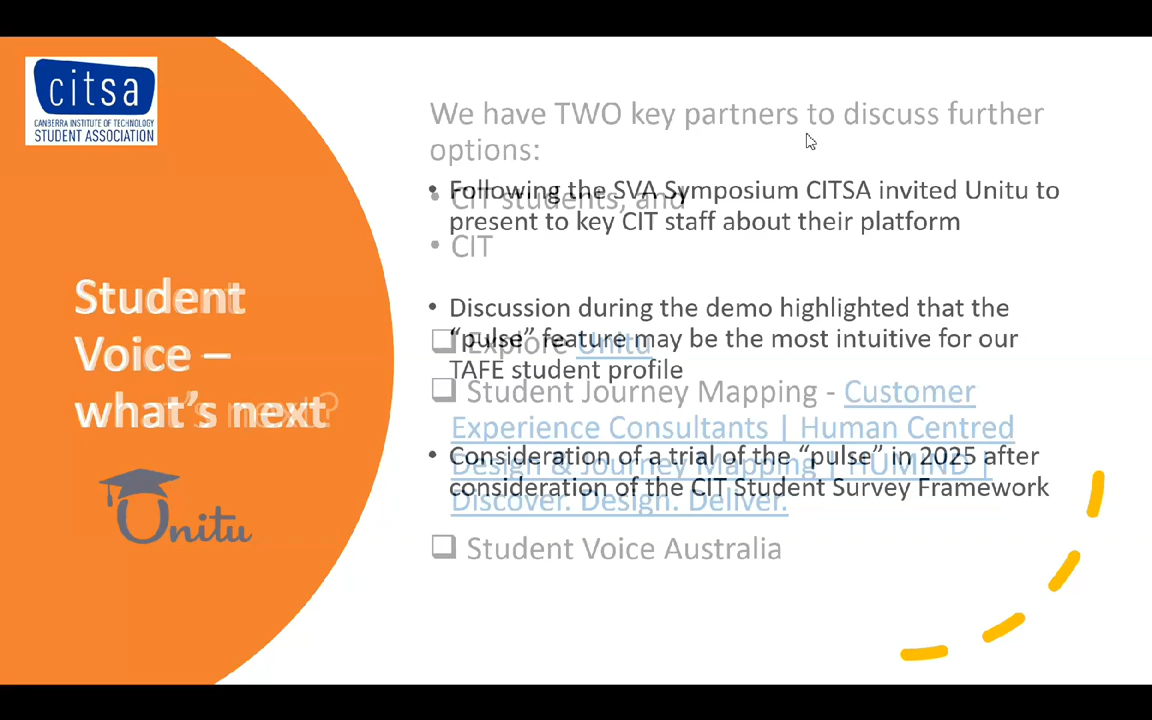 citsa
CANBERRA INSTITUTE OF TECHNOLOGY
STUDENT ASSOCIATION
Student
Voice –
what's next?
Unitu
We have TWO key partners to discuss further
options:
• CIT students, and
• CIT
❑ Explore Unitu
❑ Student Journey Mapping - Customer
Experience Consultants | Human Centred
Design & Journey Mapping | HUMIND |
Discover. Design. Deliver.
❑ Student Voice Australia
• Following the SVA Symposium CITSA invited Unitu to
present to key CIT staff about their platform
• Discussion during the demo highlighted that the
“pulse” feature may be the most intuitive for our
TAFE student profile
• Consideration of a trial of the “pulse” in 2025 after
consideration of the CIT Student Survey Framework